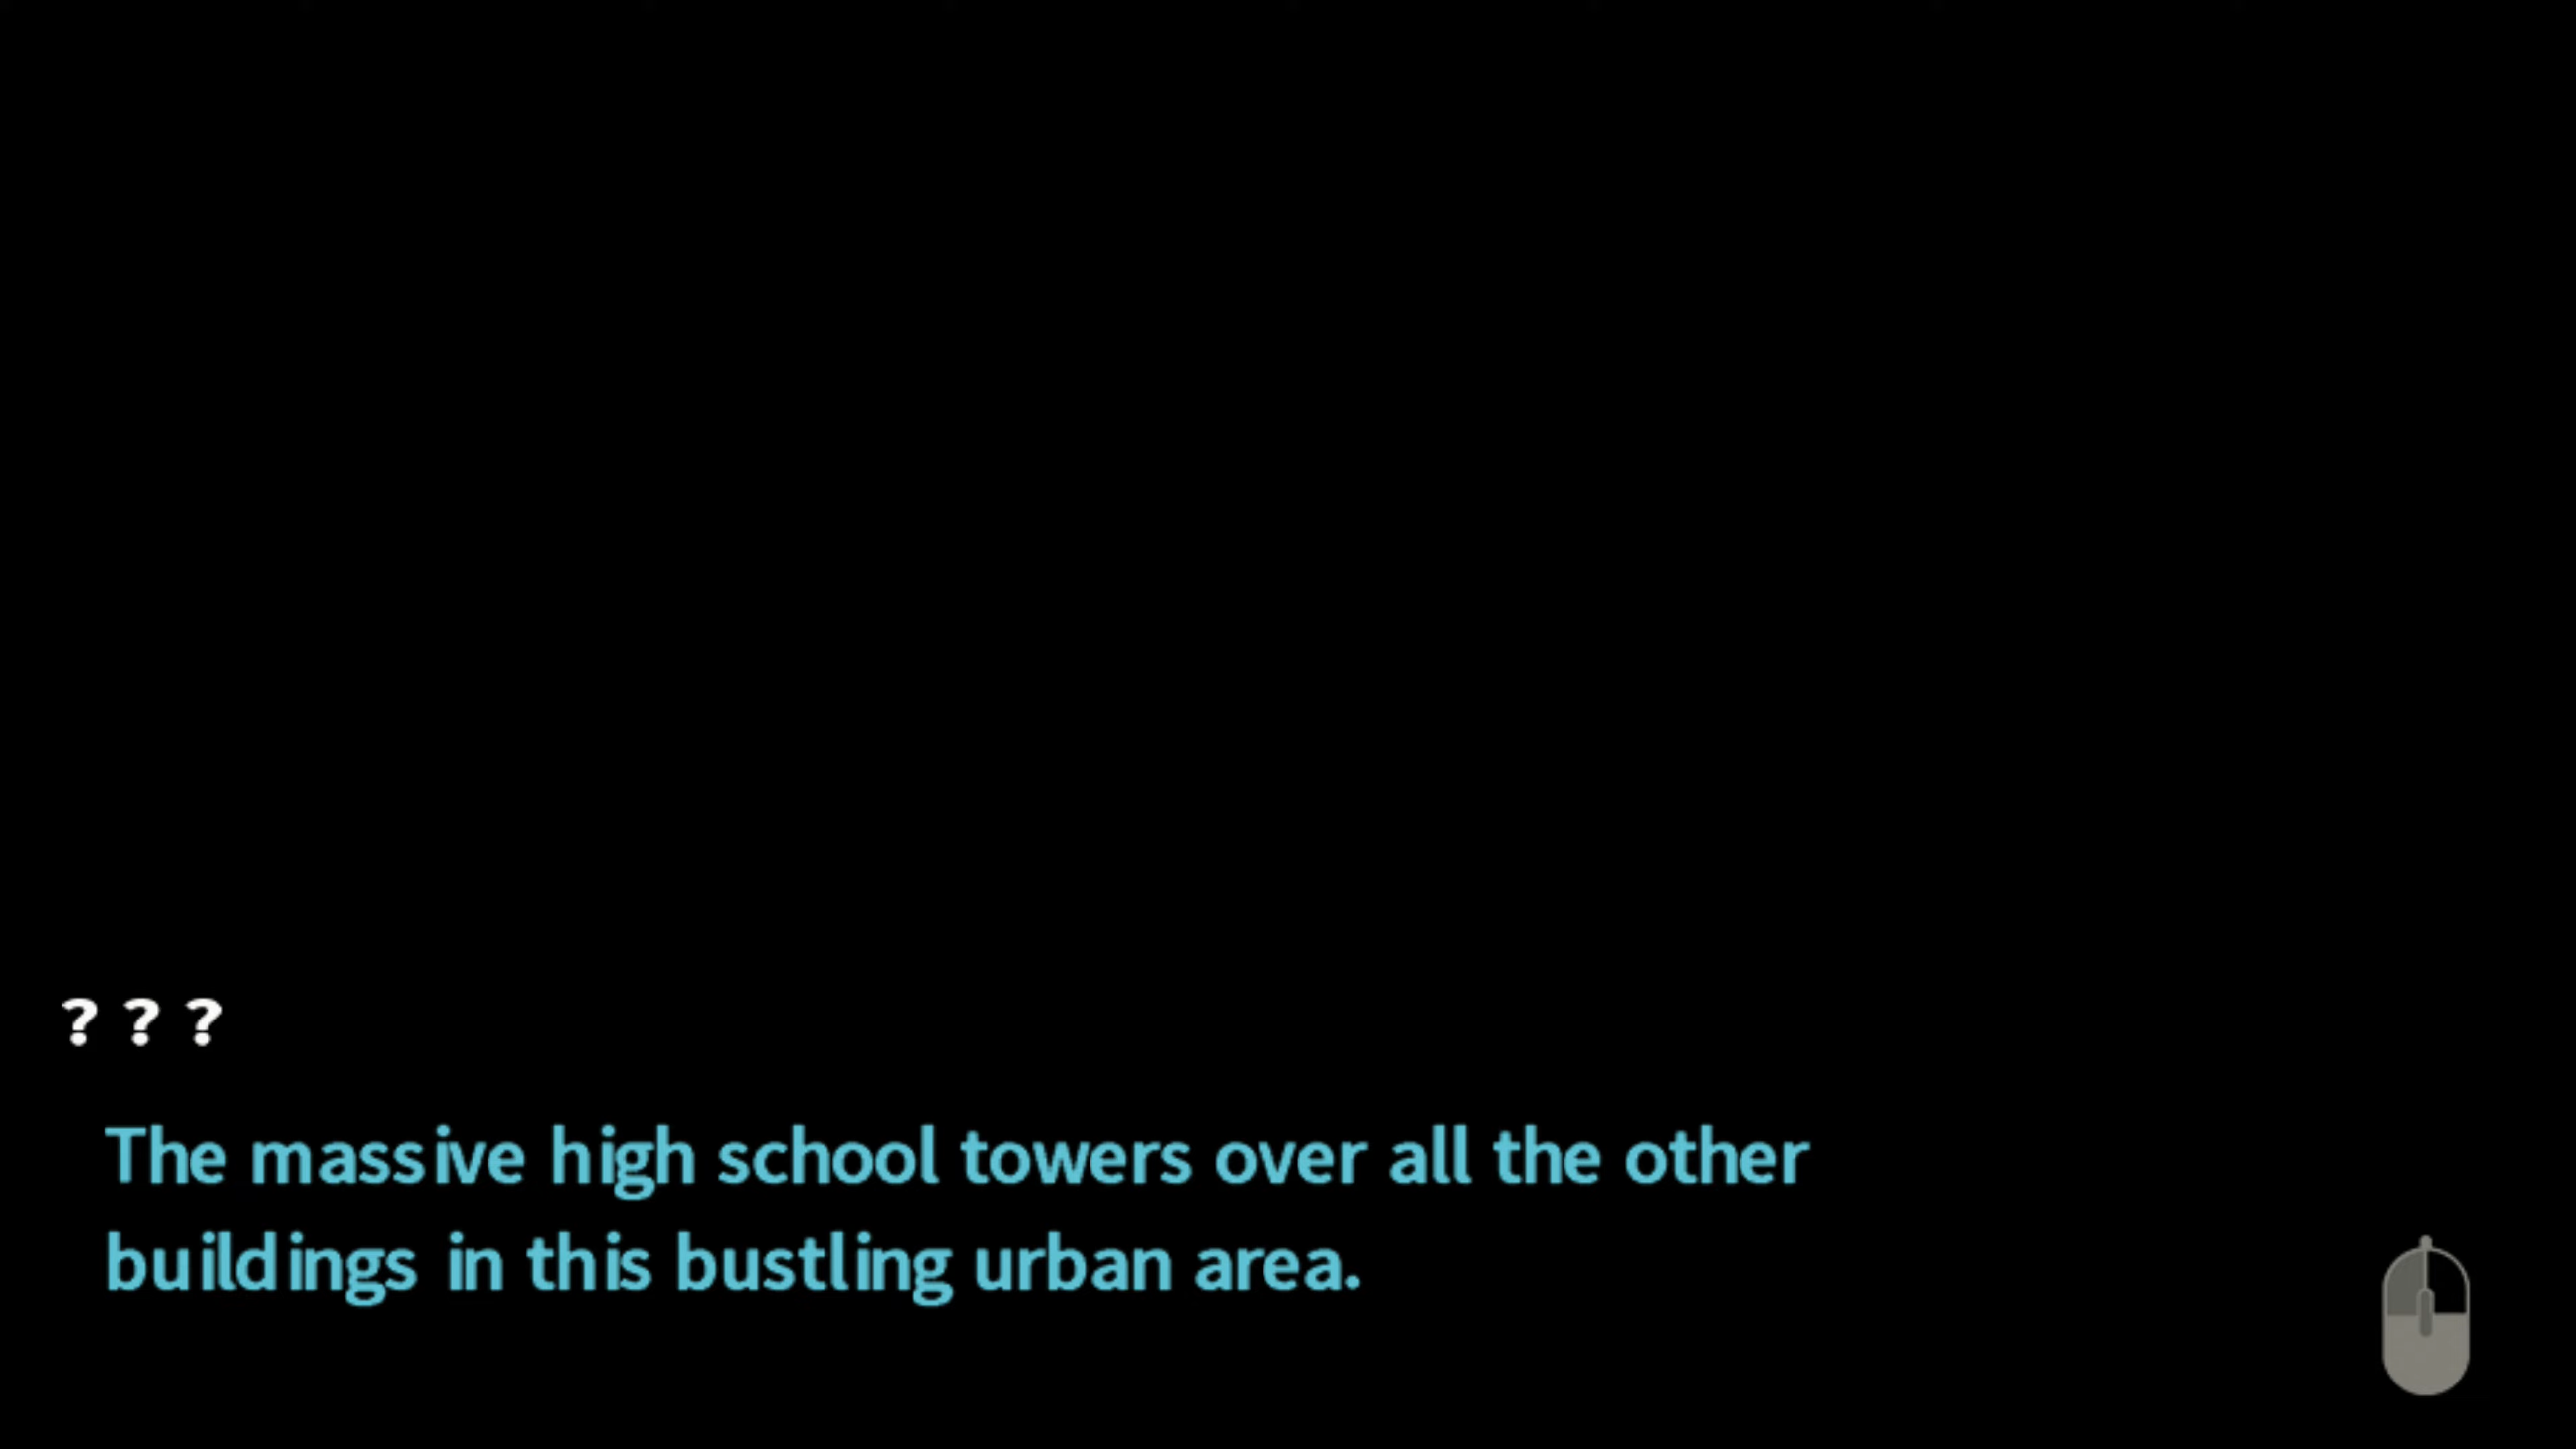 ? ? ?
The massive high school towers over all the other
buildings in this bustling urban area.